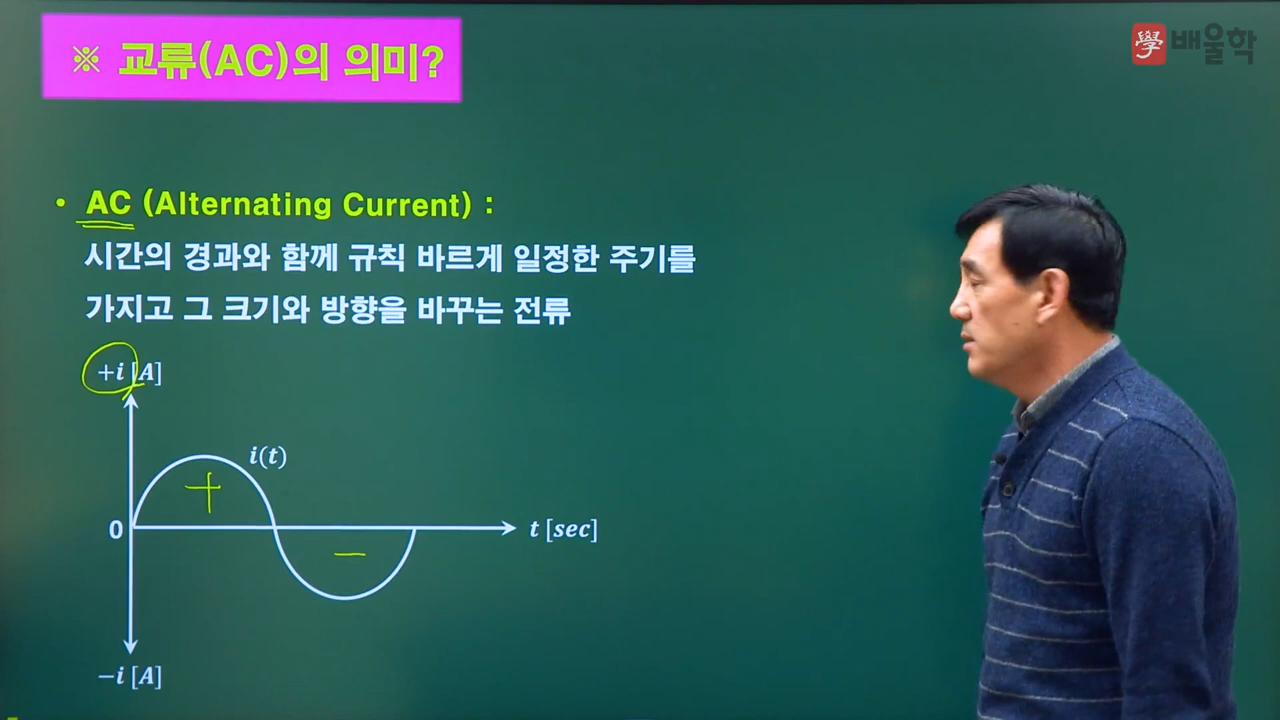 ※ 교류(AC)의 의미?
學 배울학
• AC (Alternating Current) :
시간의 경과와 함께 규칙 바르게 일정한 주기를
가지고 그 크기와 방향을 바꾸는 전류
+i [A]
i(t)
+
0
t [sec]
−
−i [A]